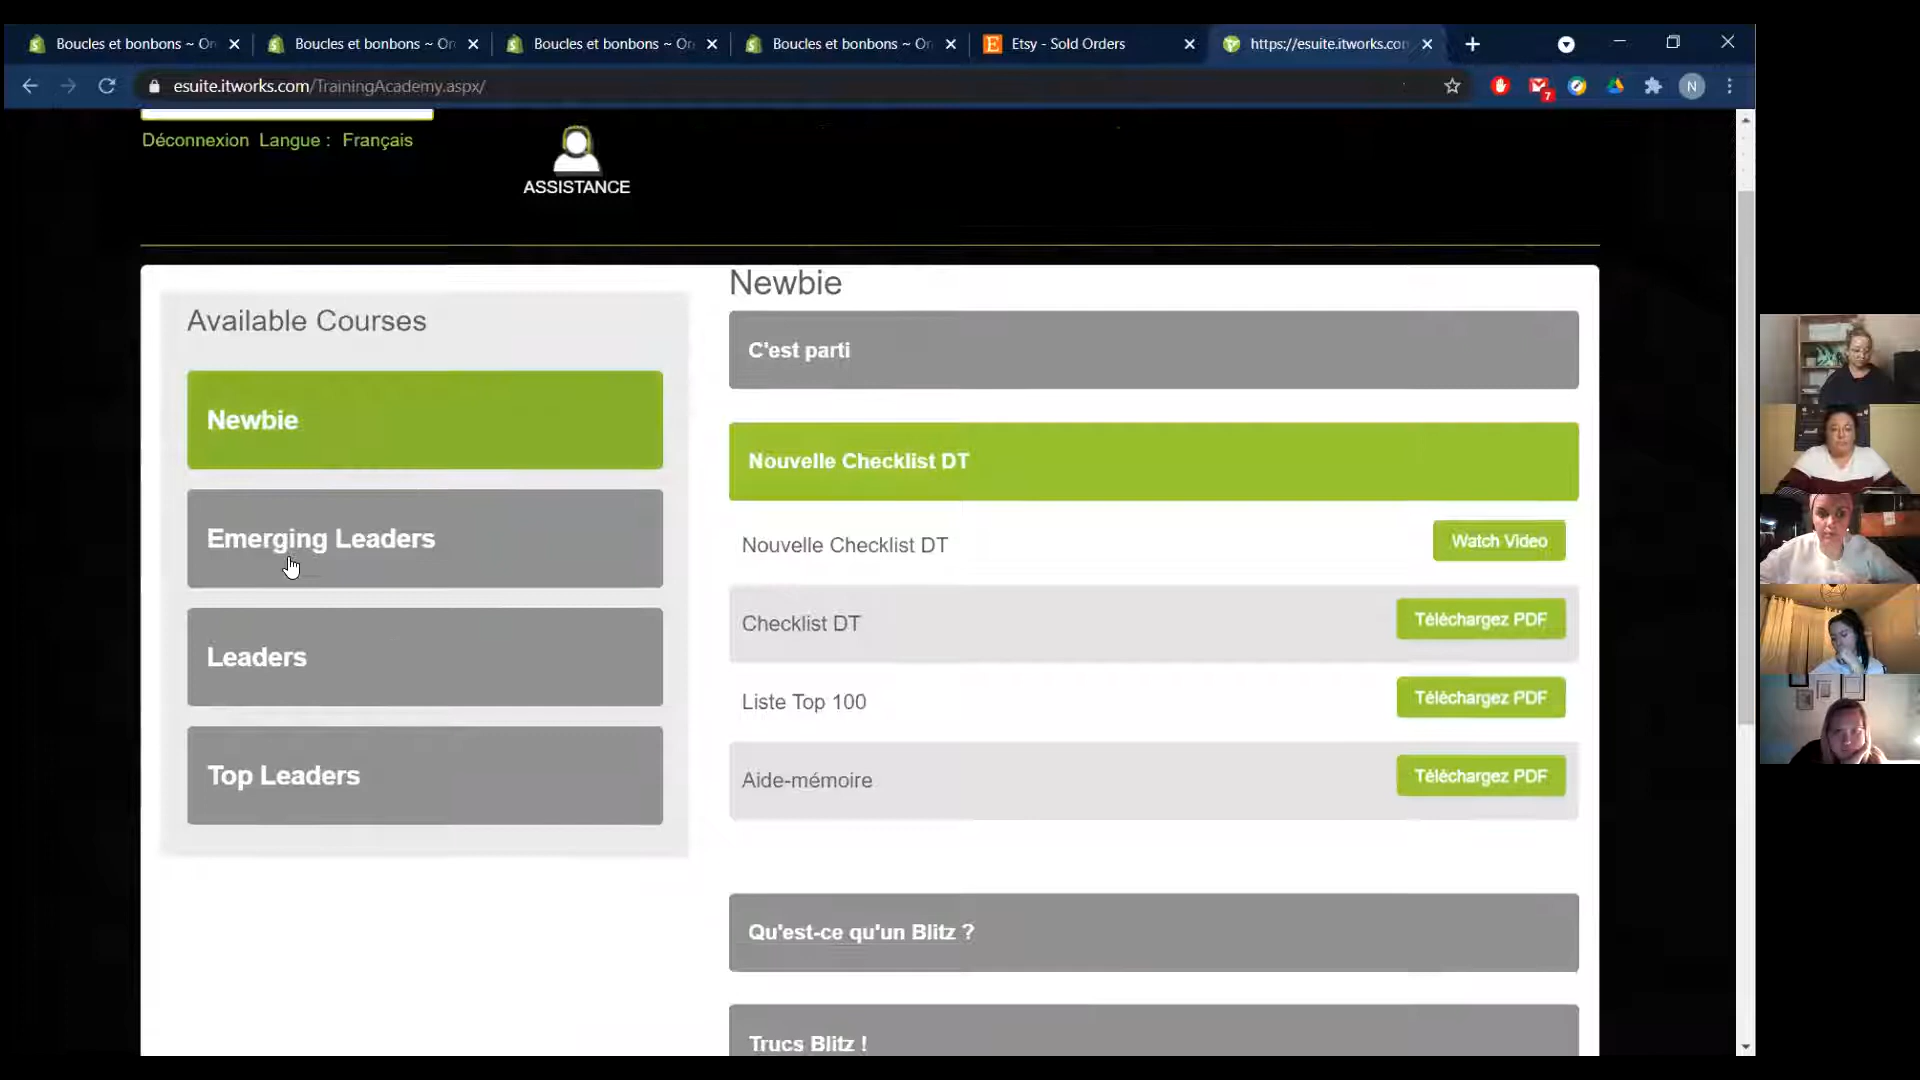 Boucles et bonbons ~ Or
Boucles et bonbons ~ Or
Boucles et bonbons ~ Or
Boucles et bonbons ~ Or
Etsy - Sold Orders
https://esuite.itworks.co
esuite.itworks.com/TrainingAcademy.aspx/
7
N
Déconnexion Langue : Français
ASSISTANCE
Available Courses
Newbie
Emerging Leaders
Leaders
Top Leaders
Newbie
C'est parti
Nouvelle Checklist DT
Nouvelle Checklist DT
Watch Video
Checklist DT
Téléchargez PDF
Liste Top 100
Téléchargez PDF
Aide-mémoire
Téléchargez PDF
Qu'est-ce qu'un Blitz ?
Trucs Blitz !